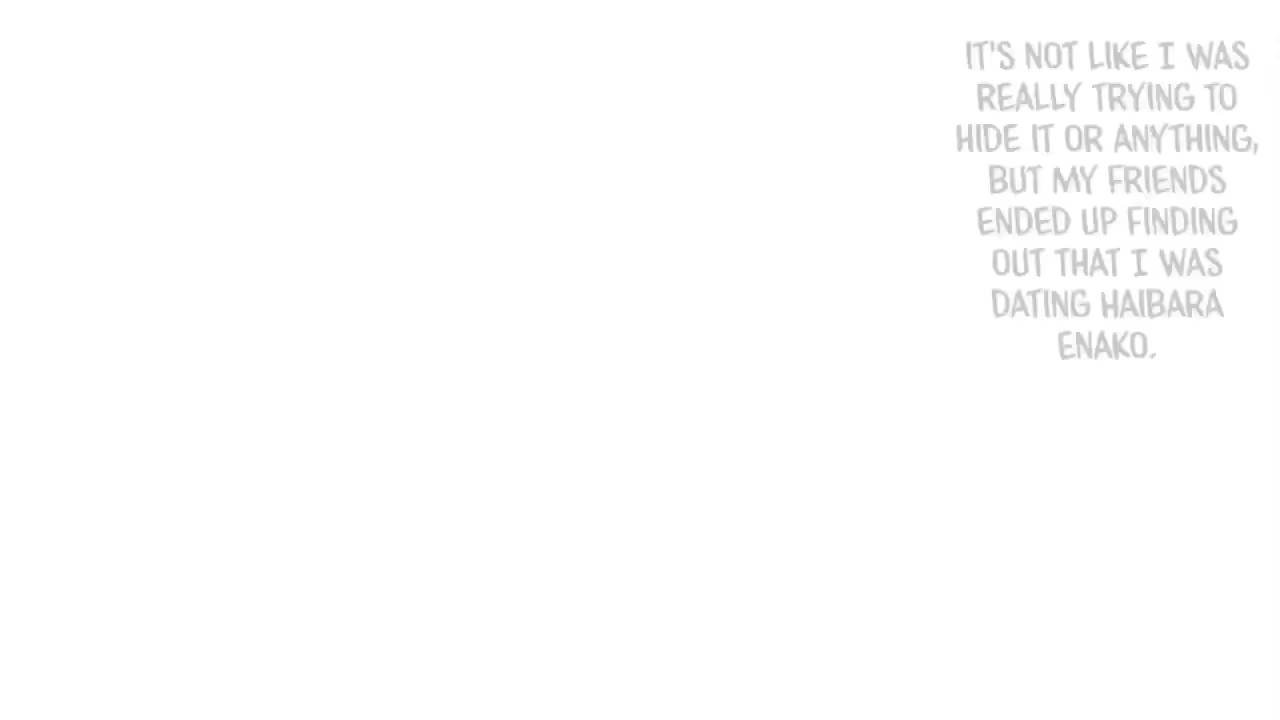 IT'S NOT LIKE I WAS
REALLY TRYING TO
HIDE IT OR ANYTHING,
BUT MY FRIENDS
ENDED UP FINDING
OUT THAT I WAS
DATING HAIBARA
ENAKO.